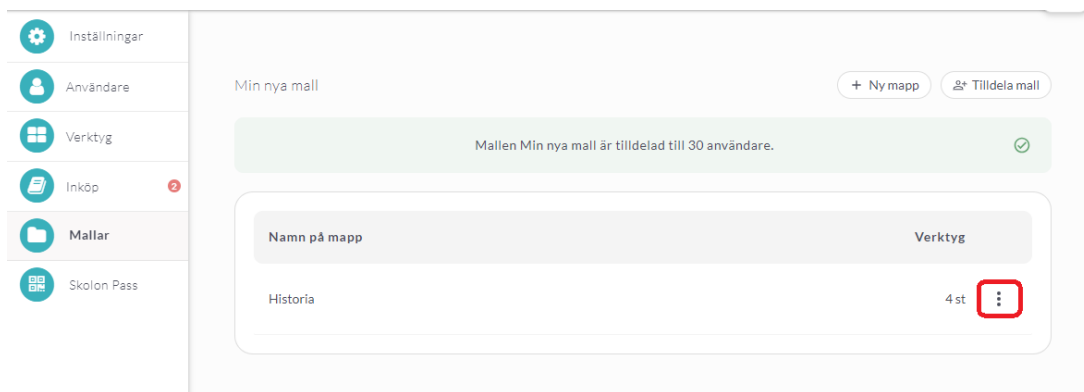 Inställningar
Användare
Verktyg
Inköp 2
Mallar
Skolon Pass
Min nya mall
+ Ny mapp
Tilldela mall
Mallen Min nya mall är tilldelad till 30 användare.
Namn på mapp Verktyg
Historia 4 st